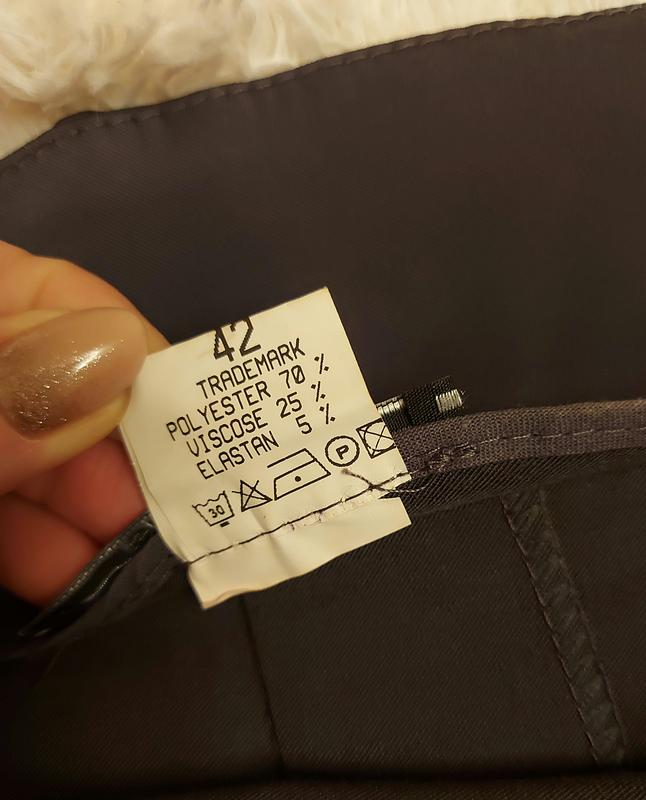 42
TRADEMARK
POLYESTER 70 %
VISCOSE 25 %
ELASTAN 5 %
30 P